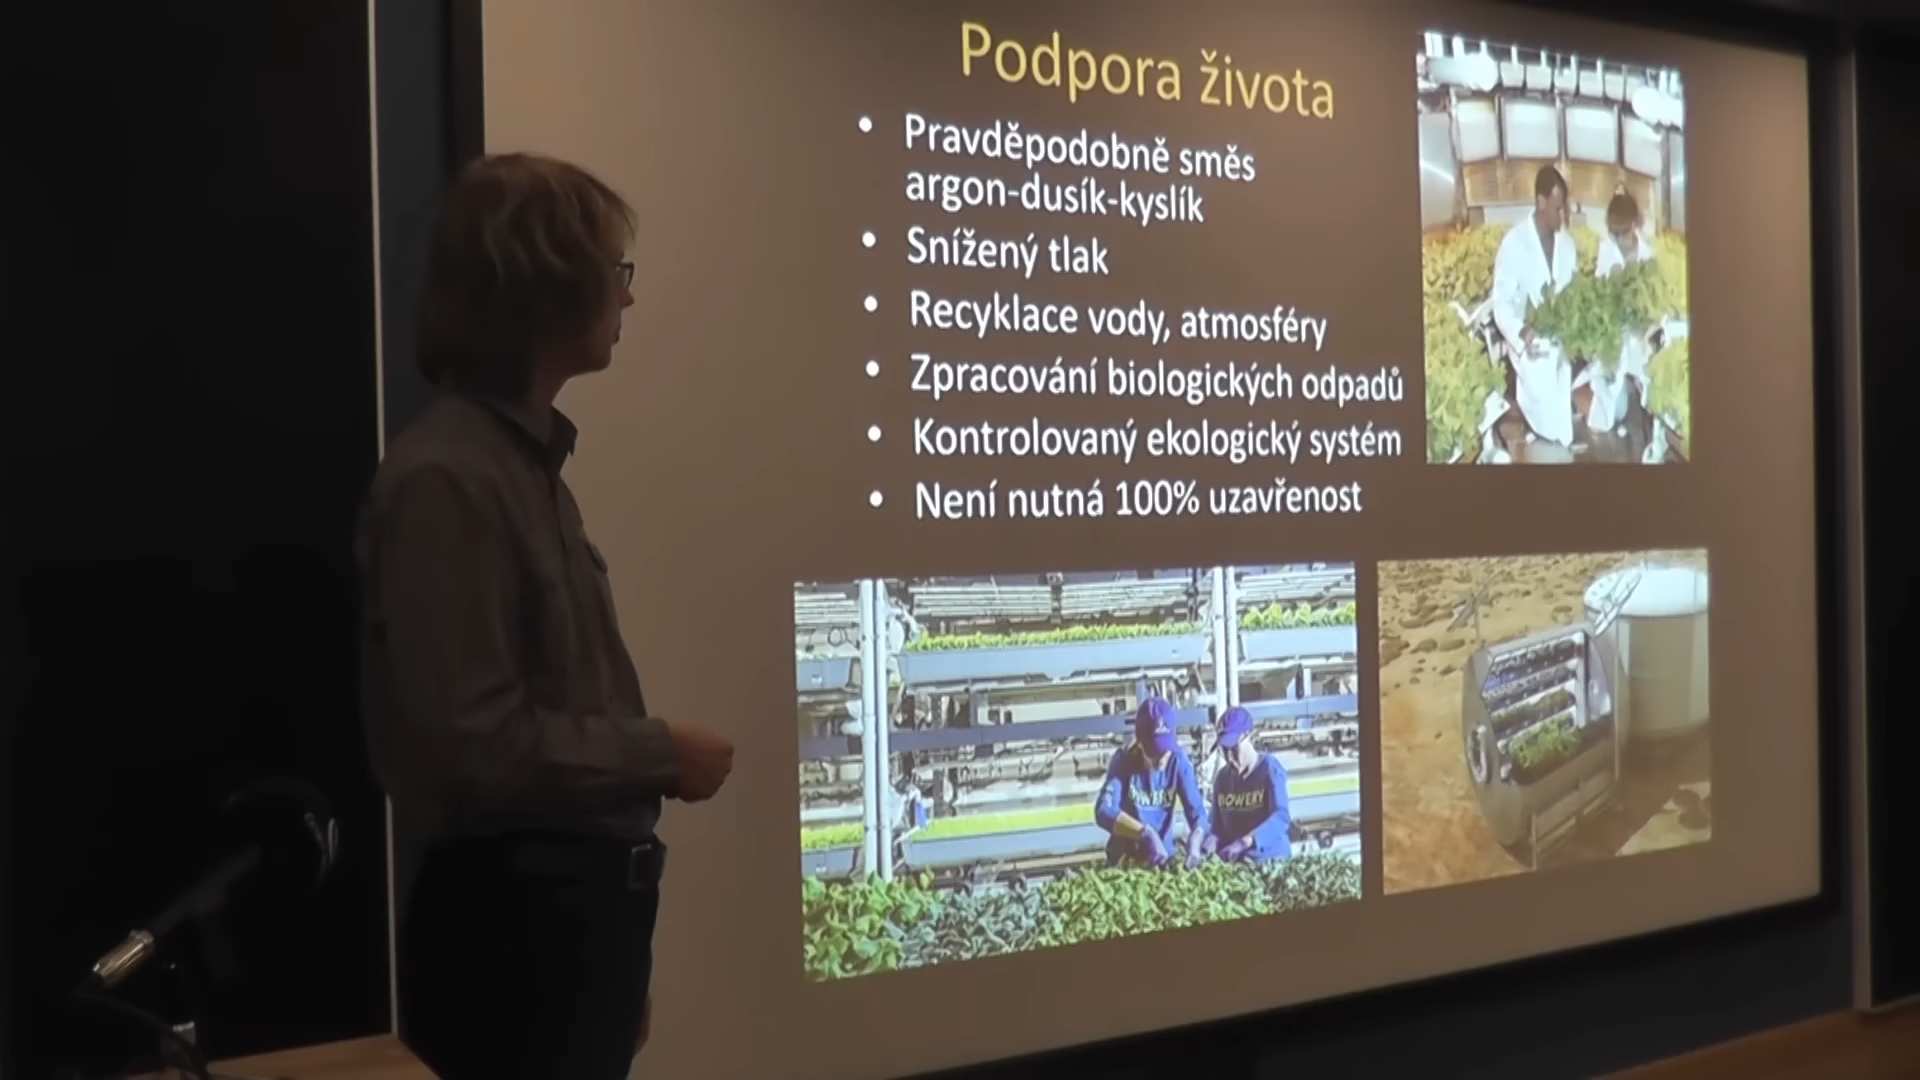 Podpora života
• Pravděpodobně směs
argon-dusík-kyslík
• Snížený tlak
• Recyklace vody, atmosféry
• Zpracování biologických odpadů
• Kontrolovaný ekologický systém
• Není nutná 100% uzavřenost
BOWERY
BOWERY